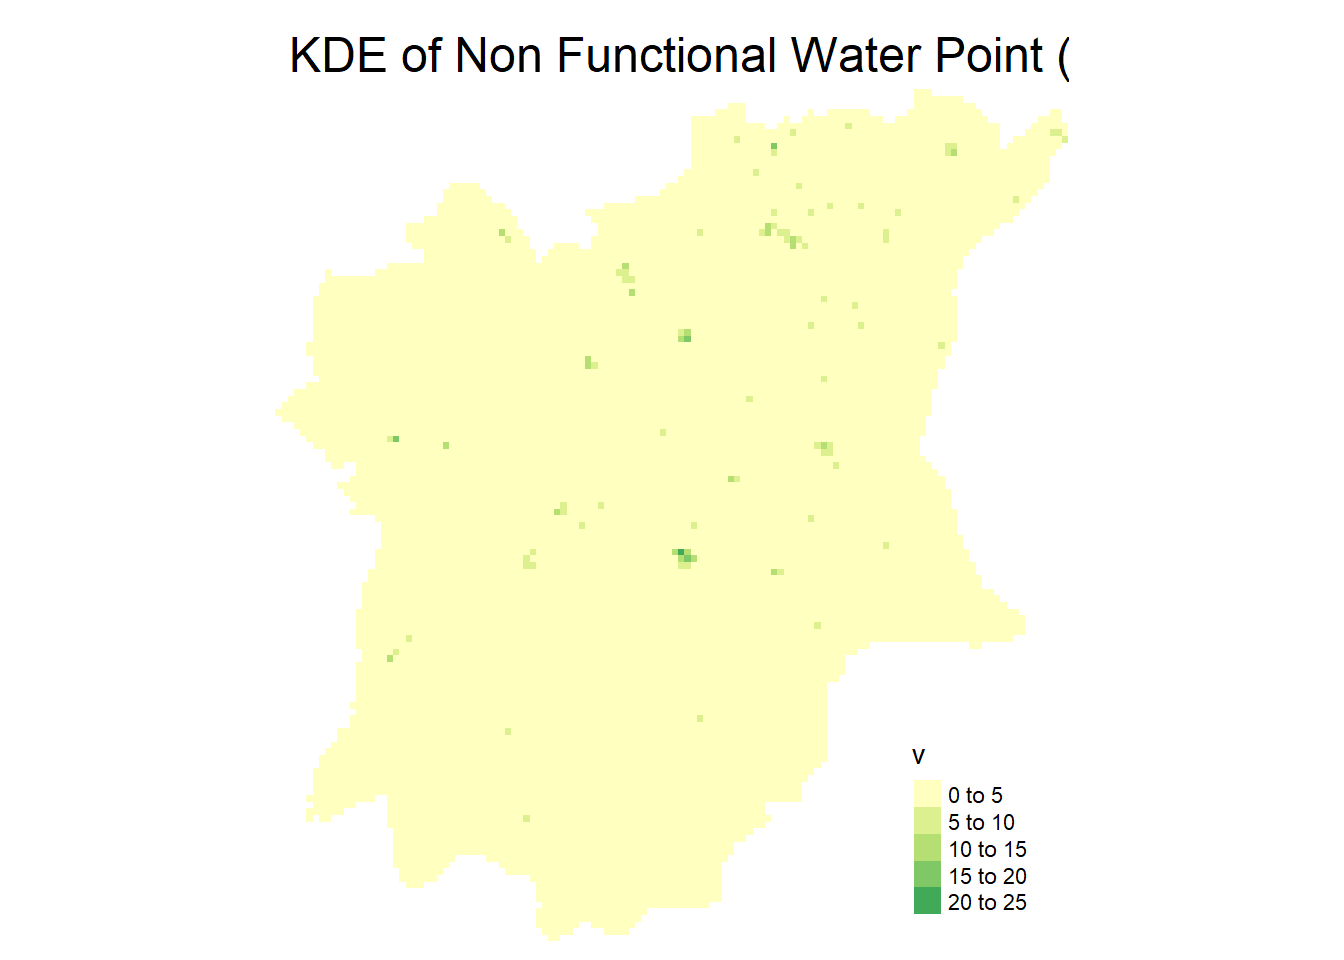 KDE of Non Functional Water Point (
v
0 to 5
5 to 10
10 to 15
15 to 20
20 to 25